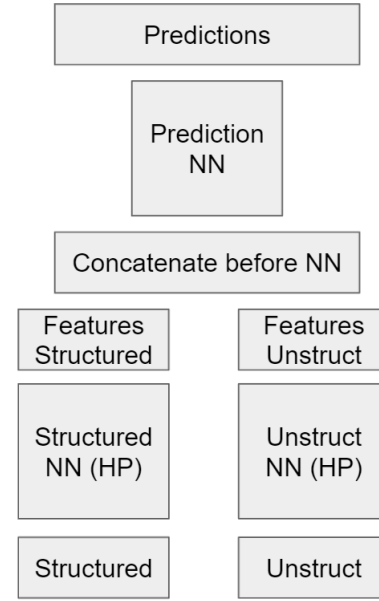 Predictions
Prediction
NN
Concatenate before NN
Features
Structured
Features
Unstruct
Structured
NN (HP)
Unstruct
NN (HP)
Structured
Unstruct